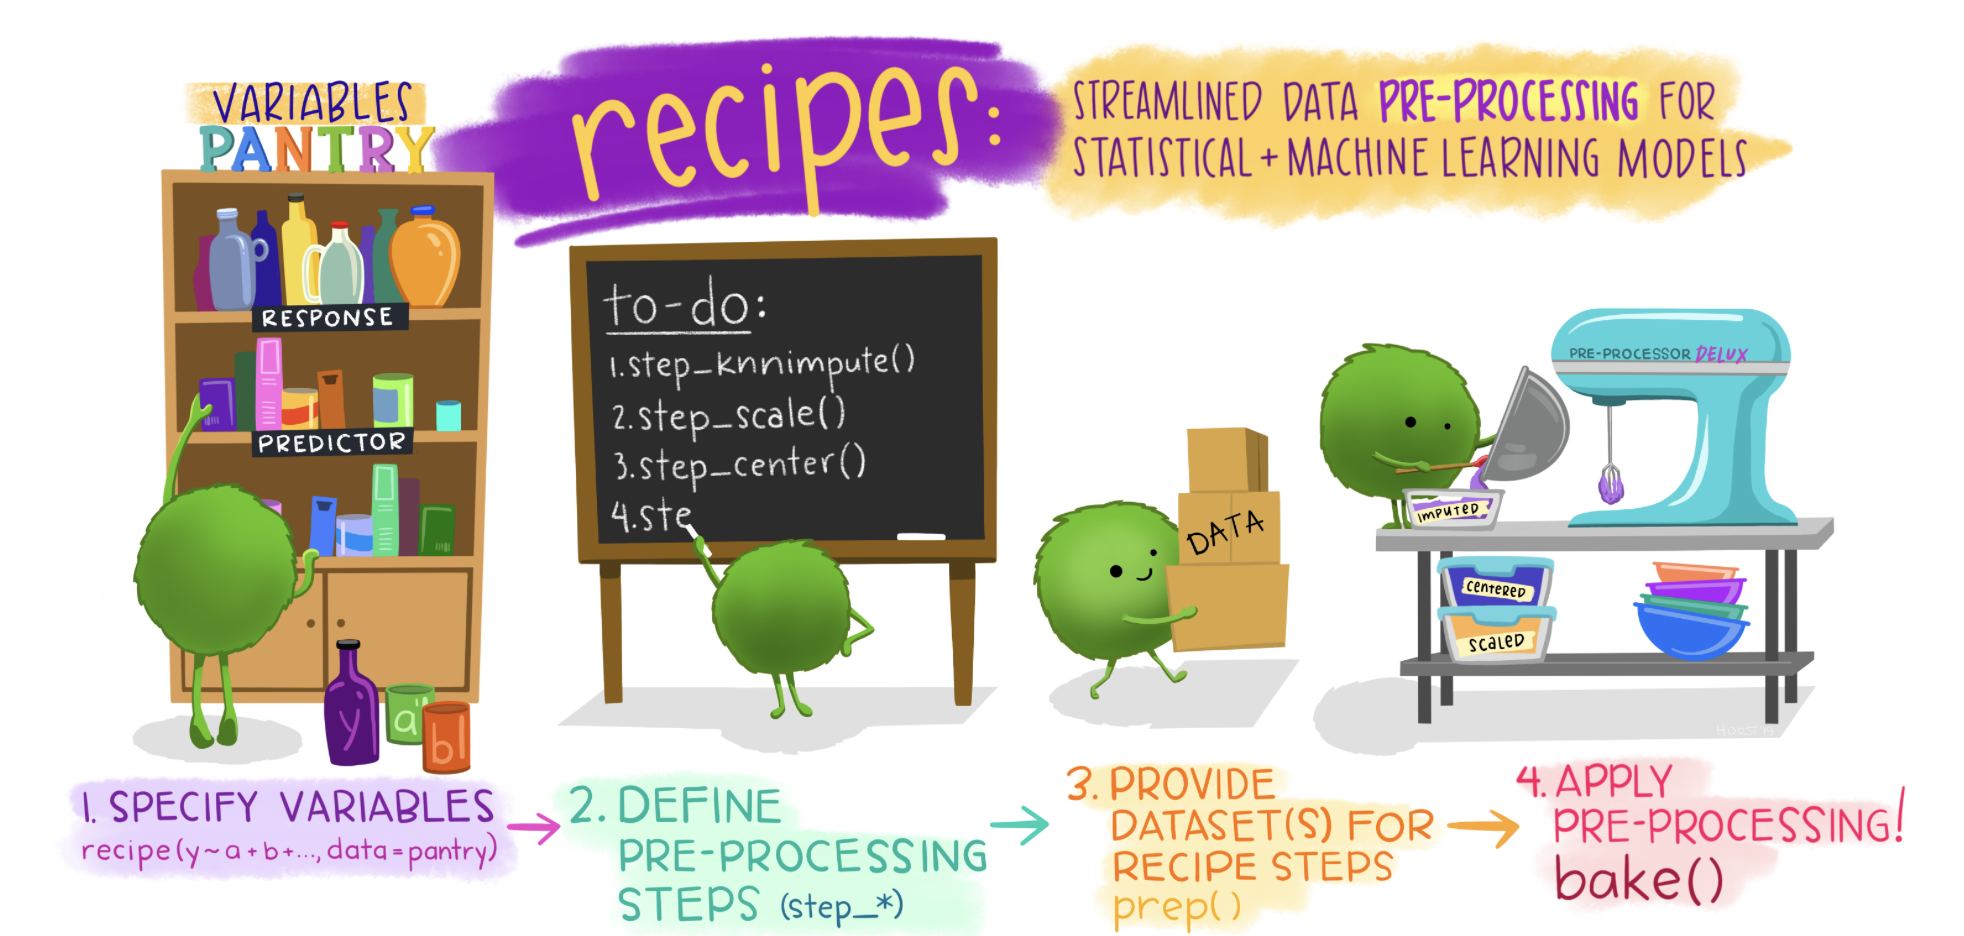 recipes:
STREAMLINED DATA PRE-PROCESSING FOR
STATISTICAL + MACHINE LEARNING MODELS
VARIABLES
PANTRY
RESPONSE
PREDICTOR
y
a
b
to-do:
1. step_knnimpute()
2. step_scale()
3. step_center()
4. ste
DATA
PRE-PROCESSOR DELUX
IMPUTED
CENTERED
SCALED
1. SPECIFY VARIABLES
recipe(y~a+b+..., data=pantry)
2. DEFINE
PRE-PROCESSING
STEPS (step_*)
3. PROVIDE
DATASET(S) FOR
RECIPE STEPS
prep()
4. APPLY
PRE-PROCESSING!
bake()